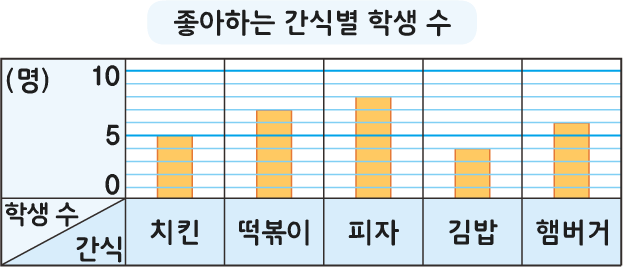 좋아하는 간식별 학생 수
(명) 10
5
0
학생 수
간식 치킨 떡볶이 피자 김밥 햄버거